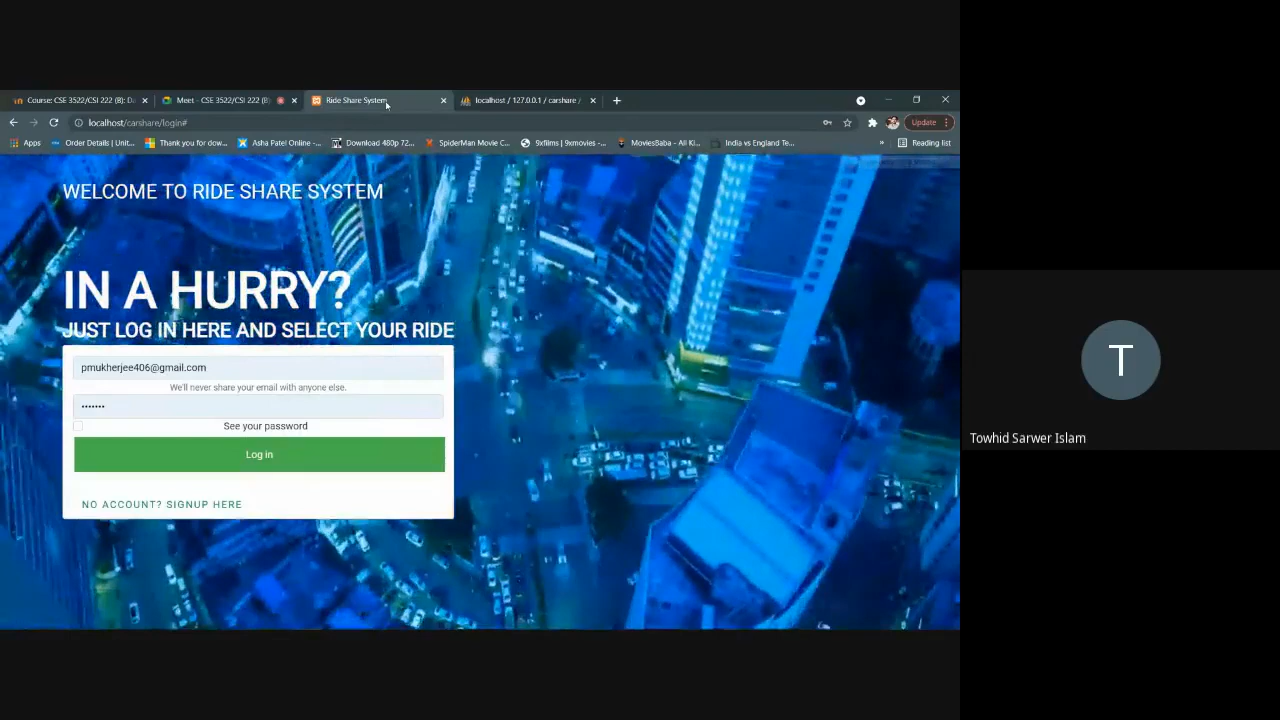 Course: CSE 3522/CSI 222 (B): Da
Meet - CSE 3522/CSI 222 (B)
Ride Share System
localhost / 127.0.0.1 / carshare /
localhost/carshare/login#
Update
Apps
Order Details | Unit...
Thank you for dow...
Asha Patel Online -...
Download 480p 72...
SpiderMan Movie C...
9xfilms | 9xmovies -...
MoviesBaba - All Ki...
India vs England Te...
»
Reading list
WELCOME TO RIDE SHARE SYSTEM
IN A HURRY?
JUST LOG IN HERE AND SELECT YOUR RIDE
pmukherjee406@gmail.com
We'll never share your email with anyone else.
•••••••
See your password
Log in
NO ACCOUNT? SIGNUP HERE
T
Towhid Sarwer Islam